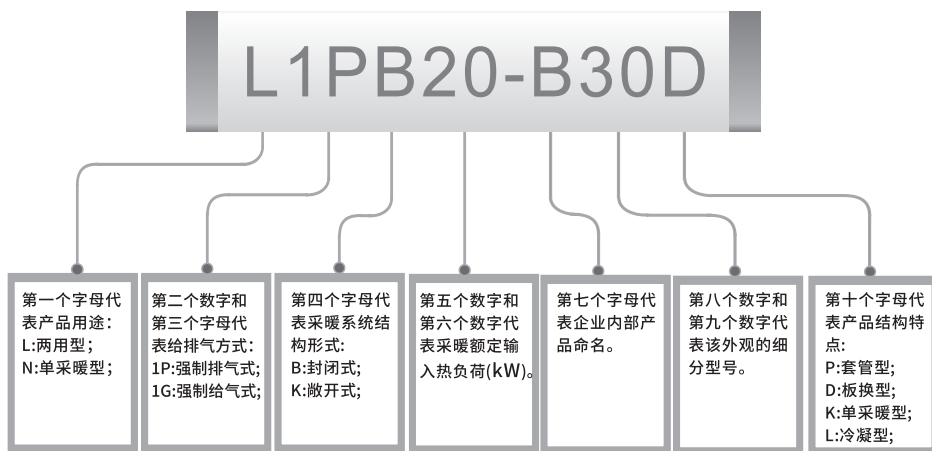 L1PB20-B30D
第一个字母代
表产品用途：
L:两用型；
N:单采暖型；
第二个数字和
第三个字母代
表给排气方式：
1P:强制排气式;
1G:强制给气式;
第四个字母代
表采暖系统结
构形式:
B:封闭式;
K:敞开式;
第五个数字和
第六个数字代
表采暖额定输
入热负荷(kW)。
第七个字母代
表企业内部产
品命名。
第八个数字和
第九个数字代
表该外观的细
分型号。
第十个字母代
表产品结构特
点:
P:套管型;
D:板换型;
K:单采暖型;
L:冷凝型;